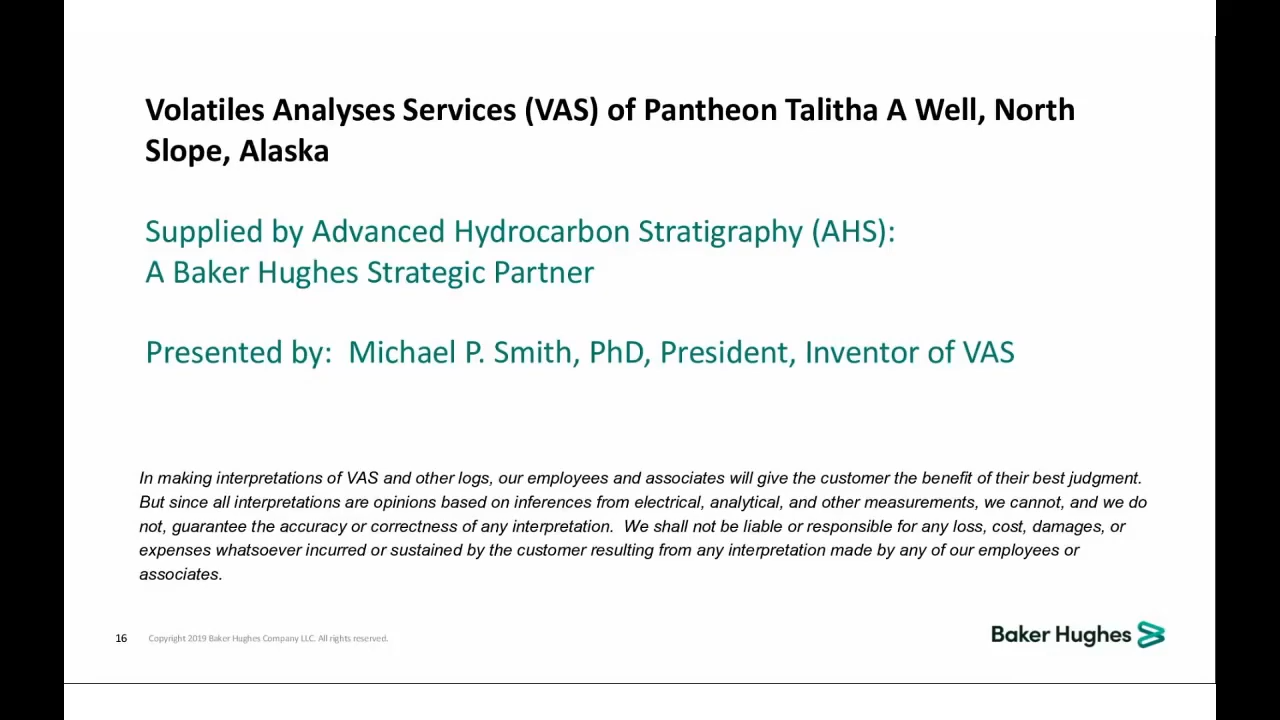 Volatiles Analyses Services (VAS) of Pantheon Talitha A Well, North
Slope, Alaska
Supplied by Advanced Hydrocarbon Stratigraphy (AHS):
A Baker Hughes Strategic Partner
Presented by:  Michael P. Smith, PhD, President, Inventor of VAS
In making interpretations of VAS and other logs, our employees and associates will give the customer the benefit of their best judgment.
But since all interpretations are opinions based on inferences from electrical, analytical, and other measurements, we cannot, and we do
not, guarantee the accuracy or correctness of any interpretation.  We shall not be liable or responsible for any loss, cost, damages, or
expenses whatsoever incurred or sustained by the customer resulting from any interpretation made by any of our employees or
associates.
16 Copyright 2019 Baker Hughes Company LLC. All rights reserved.
Baker Hughes